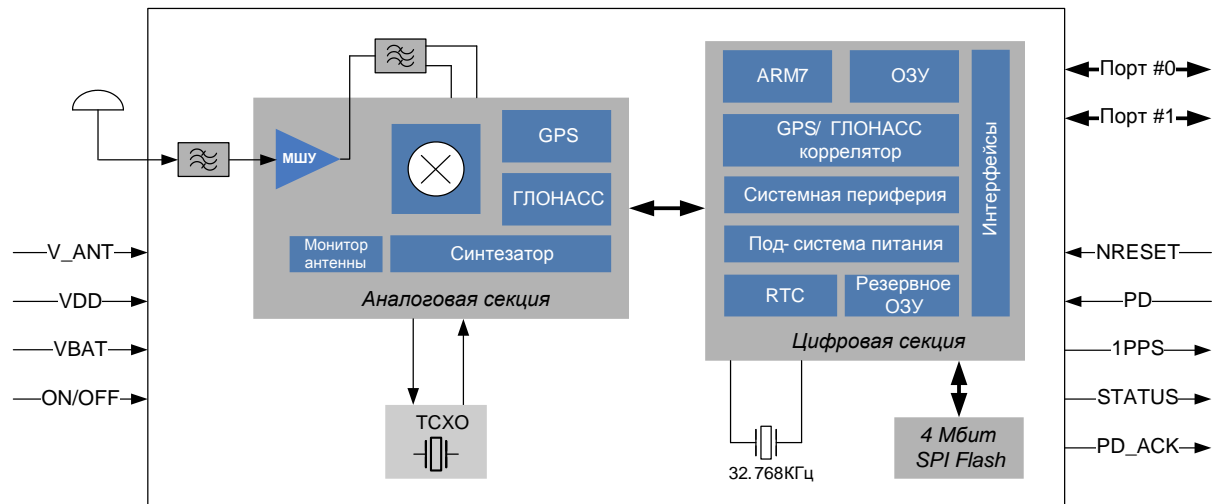 МШУ
GPS
ГЛОНАСС
Монитор
антенны
Синтезатор
Аналоговая секция
TCXO
ARM7
ОЗУ
GPS/ ГЛОНАСС
коррелятор
Системная периферия
Под-система питания
RTC
Резервное
ОЗУ
Интерфейсы
Цифровая секция
32.768КГц
4 Мбит
SPI Flash
V_ANT
VDD
VBAT
ON/OFF
Порт #0
Порт #1
NRESET
PD
1PPS
STATUS
PD_ACK